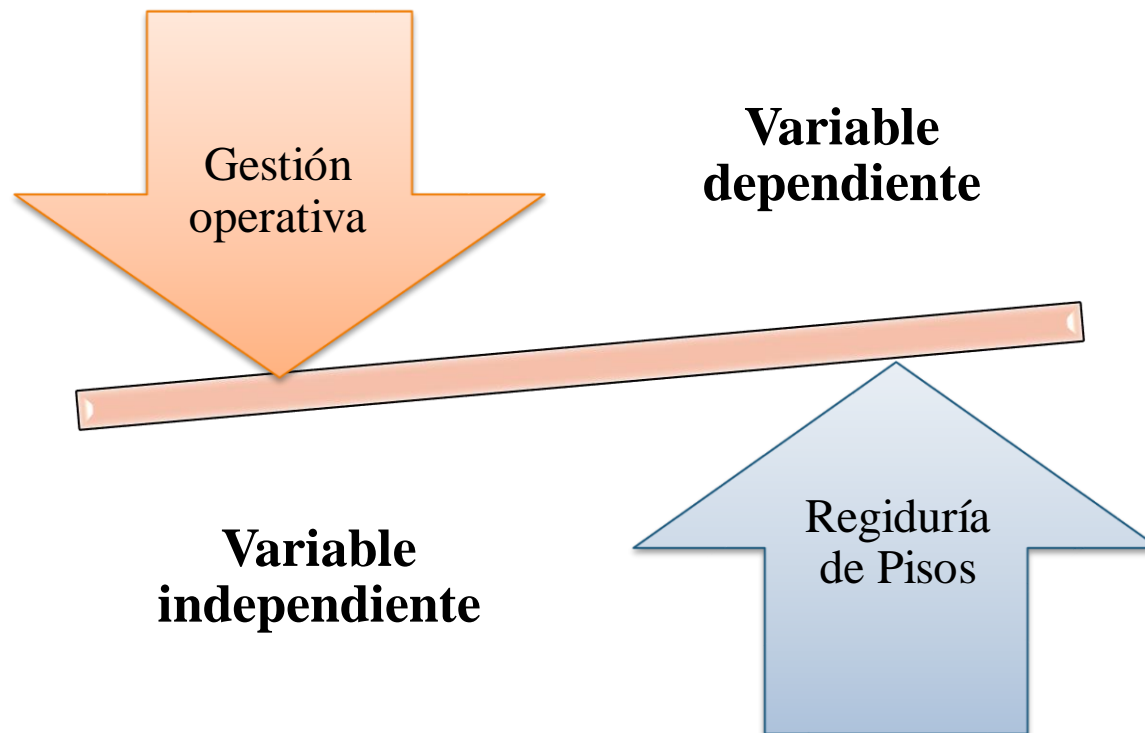 Gestión
operativa
Variable
dependiente
Variable
independiente
Regiduría
de Pisos